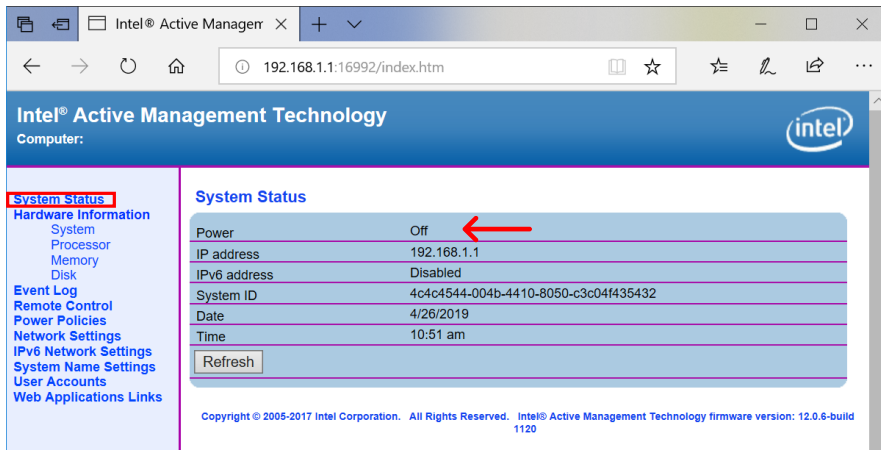 Intel® Active Managem
192.168.1.1:16992/index.htm
Intel® Active Management Technology
Computer:
intel
System Status
Hardware Information
System
Processor
Memory
Disk
Event Log
Remote Control
Power Policies
Network Settings
IPv6 Network Settings
System Name Settings
User Accounts
Web Applications Links
System Status
Power Off
IP address 192.168.1.1
IPv6 address Disabled
System ID 4c4c4544-004b-4410-8050-c3c04f435432
Date 4/26/2019
Time 10:51 am
Refresh
Copyright © 2005-2017 Intel Corporation. All Rights Reserved. Intel® Active Management Technology firmware version: 12.0.6-build
1120